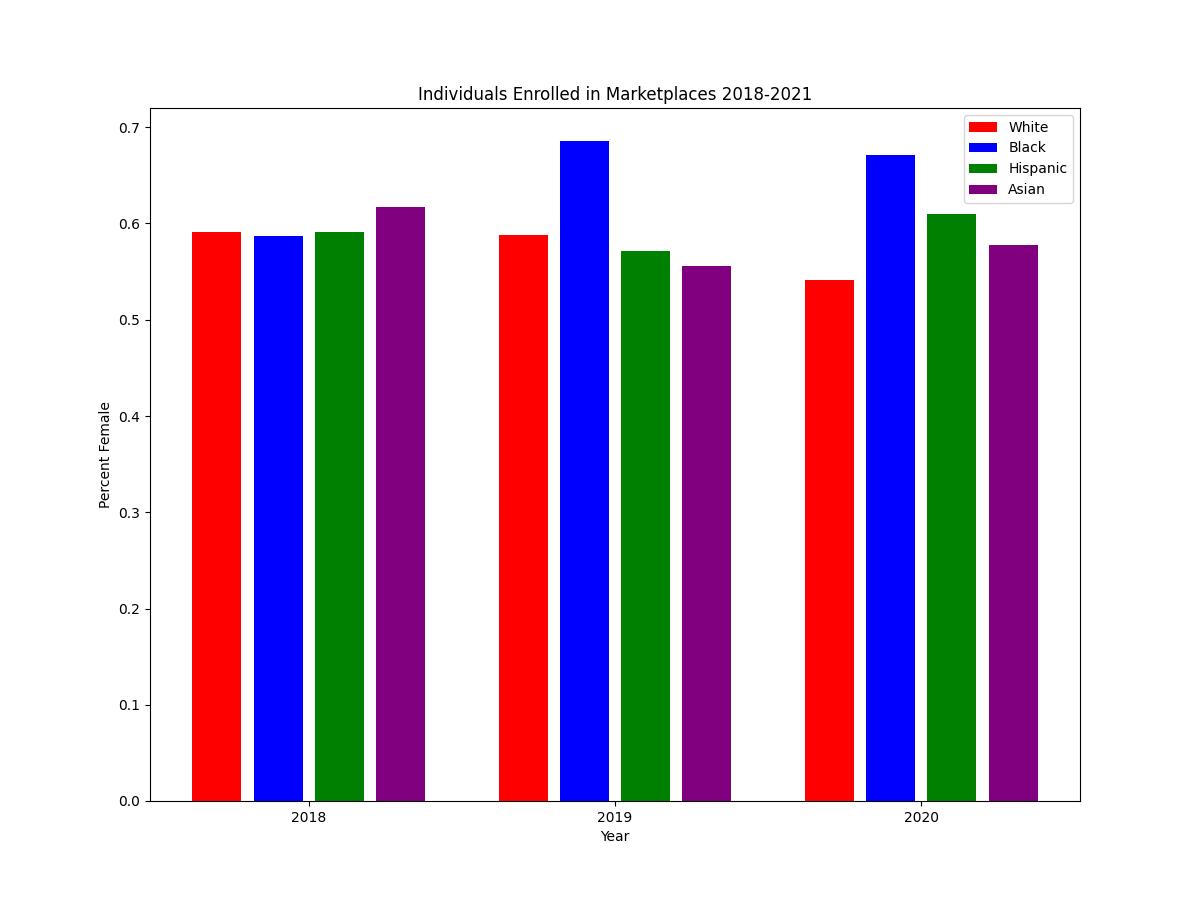 Individuals Enrolled in Marketplaces 2018-2021
White
Black
Hispanic
Asian
Percent Female
0.7
0.6
0.5
0.4
0.3
0.2
0.1
0.0
2018
2019
2020
Year